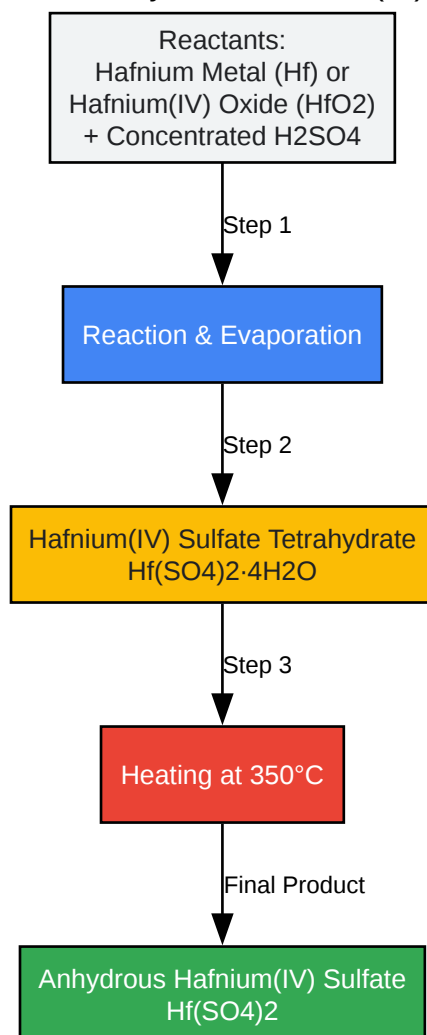 Reactants:
Hafnium Metal (Hf) or
Hafnium(IV) Oxide (HfO2)
+ Concentrated H2SO4
Step 1
Reaction & Evaporation
Step 2
Hafnium(IV) Sulfate Tetrahydrate
Hf(SO4)2·4H2O
Step 3
Heating at 350°C
Final Product
Anhydrous Hafnium(IV) Sulfate
Hf(SO4)2